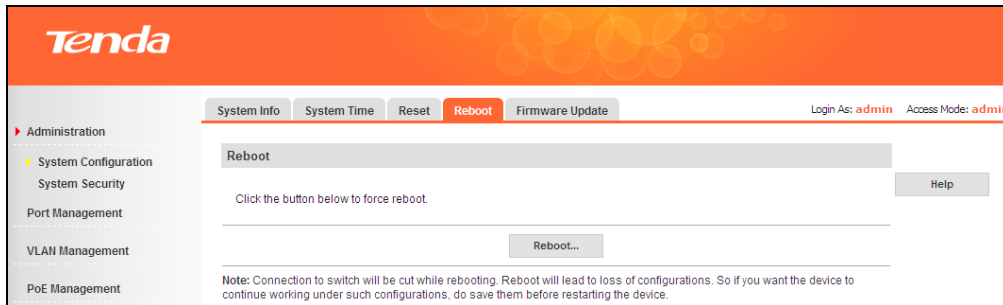 Tenda
System Info System Time Reset Reboot Firmware Update Login As: admin Access Mode: admi
Administration
System Configuration
System Security
Port Management
VLAN Management
PoE Management
Reboot
Help
Click the button below to force reboot.
Reboot...
Note: Connection to switch will be cut while rebooting. Reboot will lead to loss of configurations. So if you want the device to
continue working under such configurations, do save them before restarting the device.